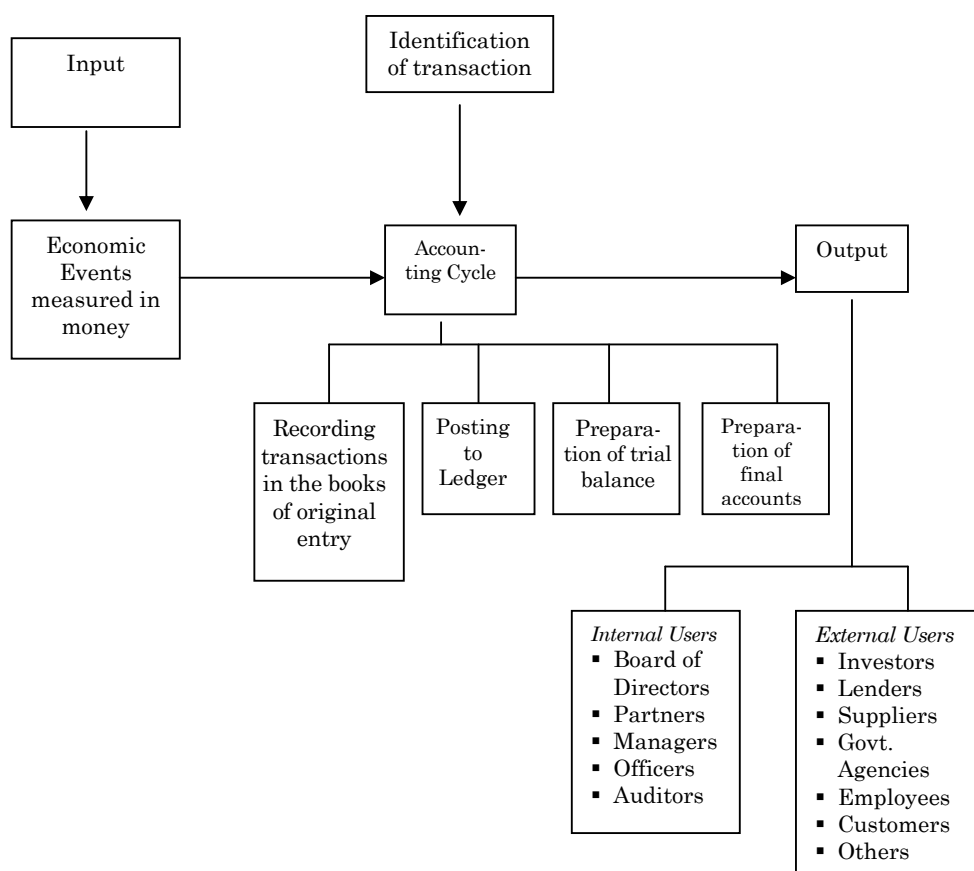 Input
Identification
of transaction
Economic
Events
measured in
money
Accoun-
ting Cycle
Output
Recording
transactions
in the books
of original
entry
Posting
to
Ledger
Prepara-
tion of trial
balance
Prepara-
tion of
final
accounts
Internal Users
▪ Board of
Directors
▪ Partners
▪ Managers
▪ Officers
▪ Auditors
External Users
▪ Investors
▪ Lenders
▪ Suppliers
▪ Govt.
Agencies
▪ Employees
▪ Customers
▪ Others